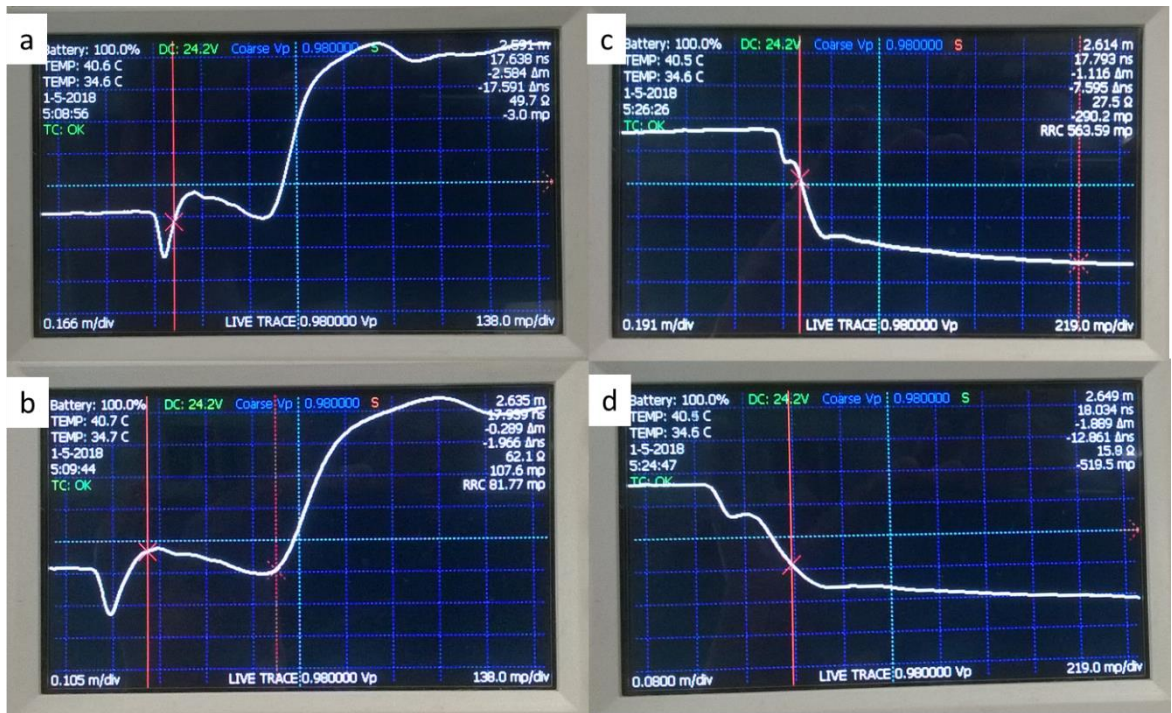 a
Battery: 100.0% DC: 24.2V Coarse Vp 0.980000 S 2.591 m
TEMP: 40.6 C 17.638 ns
TEMP: 34.6 C -2.584 Δm
1-5-2018 -17.591 Δns
5:08:56 49.7 Ω
TC: OK -3.0 mp
0.166 m/div LIVE TRACE 0.980000 Vp 138.0 mp/div
c
Battery: 100.0% DC: 24.2V Coarse Vp 0.980000 S 2.614 m
TEMP: 40.5 C 17.793 ns
TEMP: 34.6 C -1.116 Δm
1-5-2018 -7.595 Δns
5:26:26 27.5 Ω
TC: OK -290.2 mp
RRC 563.59 mp
0.191 m/div LIVE TRACE 0.980000 Vp 219.0 mp/div
b
Battery: 100.0% DC: 24.2V Coarse Vp 0.980000 S 2.635 m
TEMP: 40.7 C 17.939 ns
TEMP: 34.7 C -0.289 Δm
1-5-2018 -1.966 Δns
5:09:44 62.1 Ω
TC: OK 107.6 mp
RRC 81.77 mp
0.105 m/div LIVE TRACE 0.980000 Vp 138.0 mp/div
d
Battery: 100.0% DC: 24.2V Coarse Vp 0.980000 S 2.649 m
TEMP: 40.5 C 18.034 ns
TEMP: 34.6 C -1.889 Δm
1-5-2018 -12.861 Δns
5:24:47 15.9 Ω
TC: OK -519.5 mp
0.0800 m/div LIVE TRACE 0.980000 Vp 219.0 mp/div